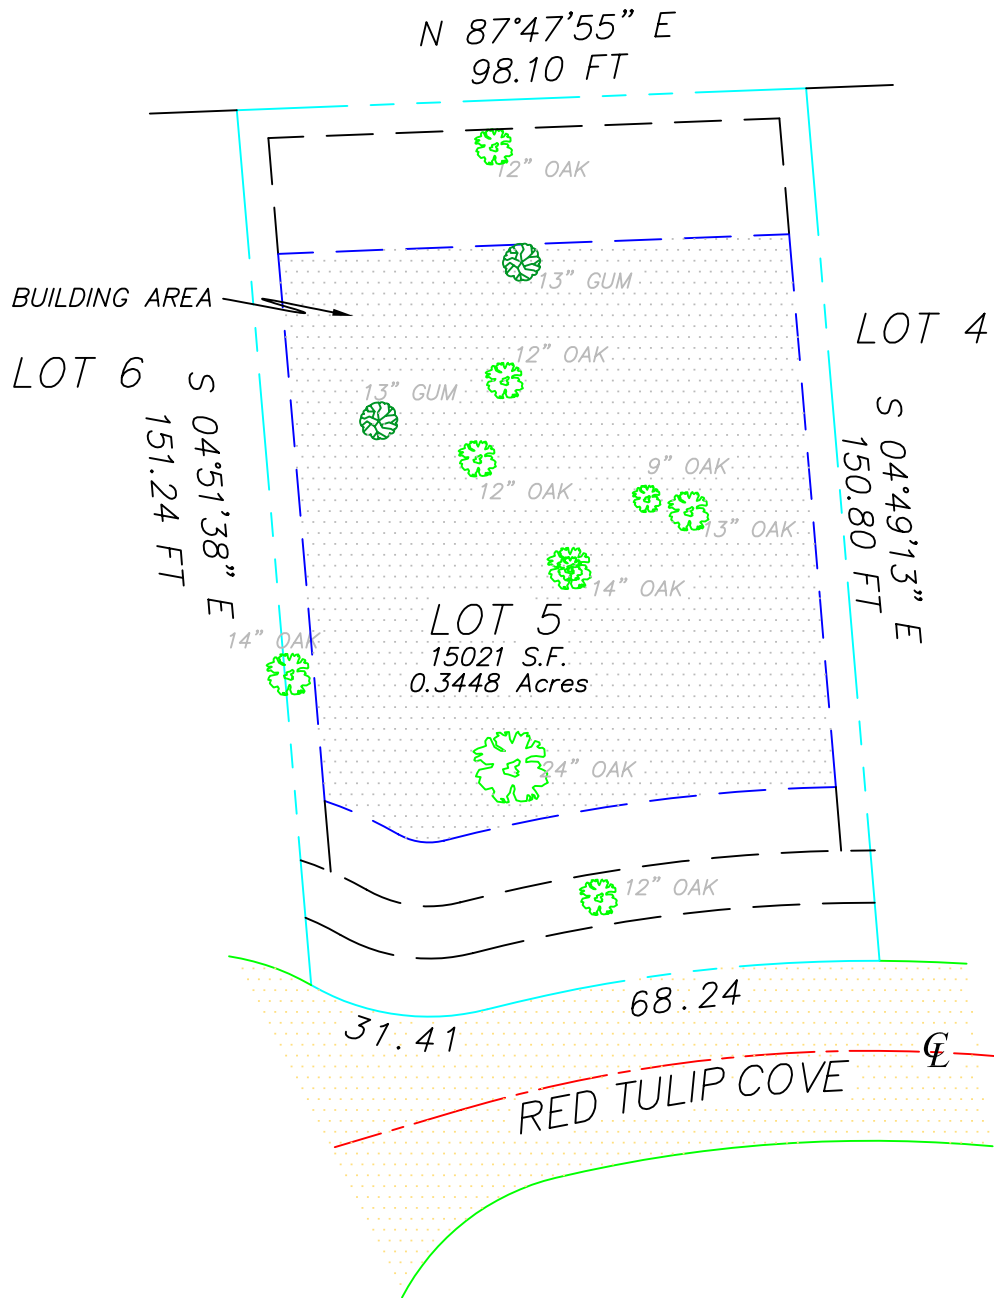 N 87°47'55" E
98.10 FT
12" OAK
13" GUM
BUILDING AREA
LOT 4
12" OAK
LOT 6
13" GUM
S 04°51'38" E
151.24 FT
S 04°49'13" E
150.80 FT
9" OAK
12" OAK
13" OAK
14" OAK
LOT 5
15021 S.F.
0.3448 Acres
14" OAK
24" OAK
12" OAK
68.24
31.41
℄
RED TULIP COVE